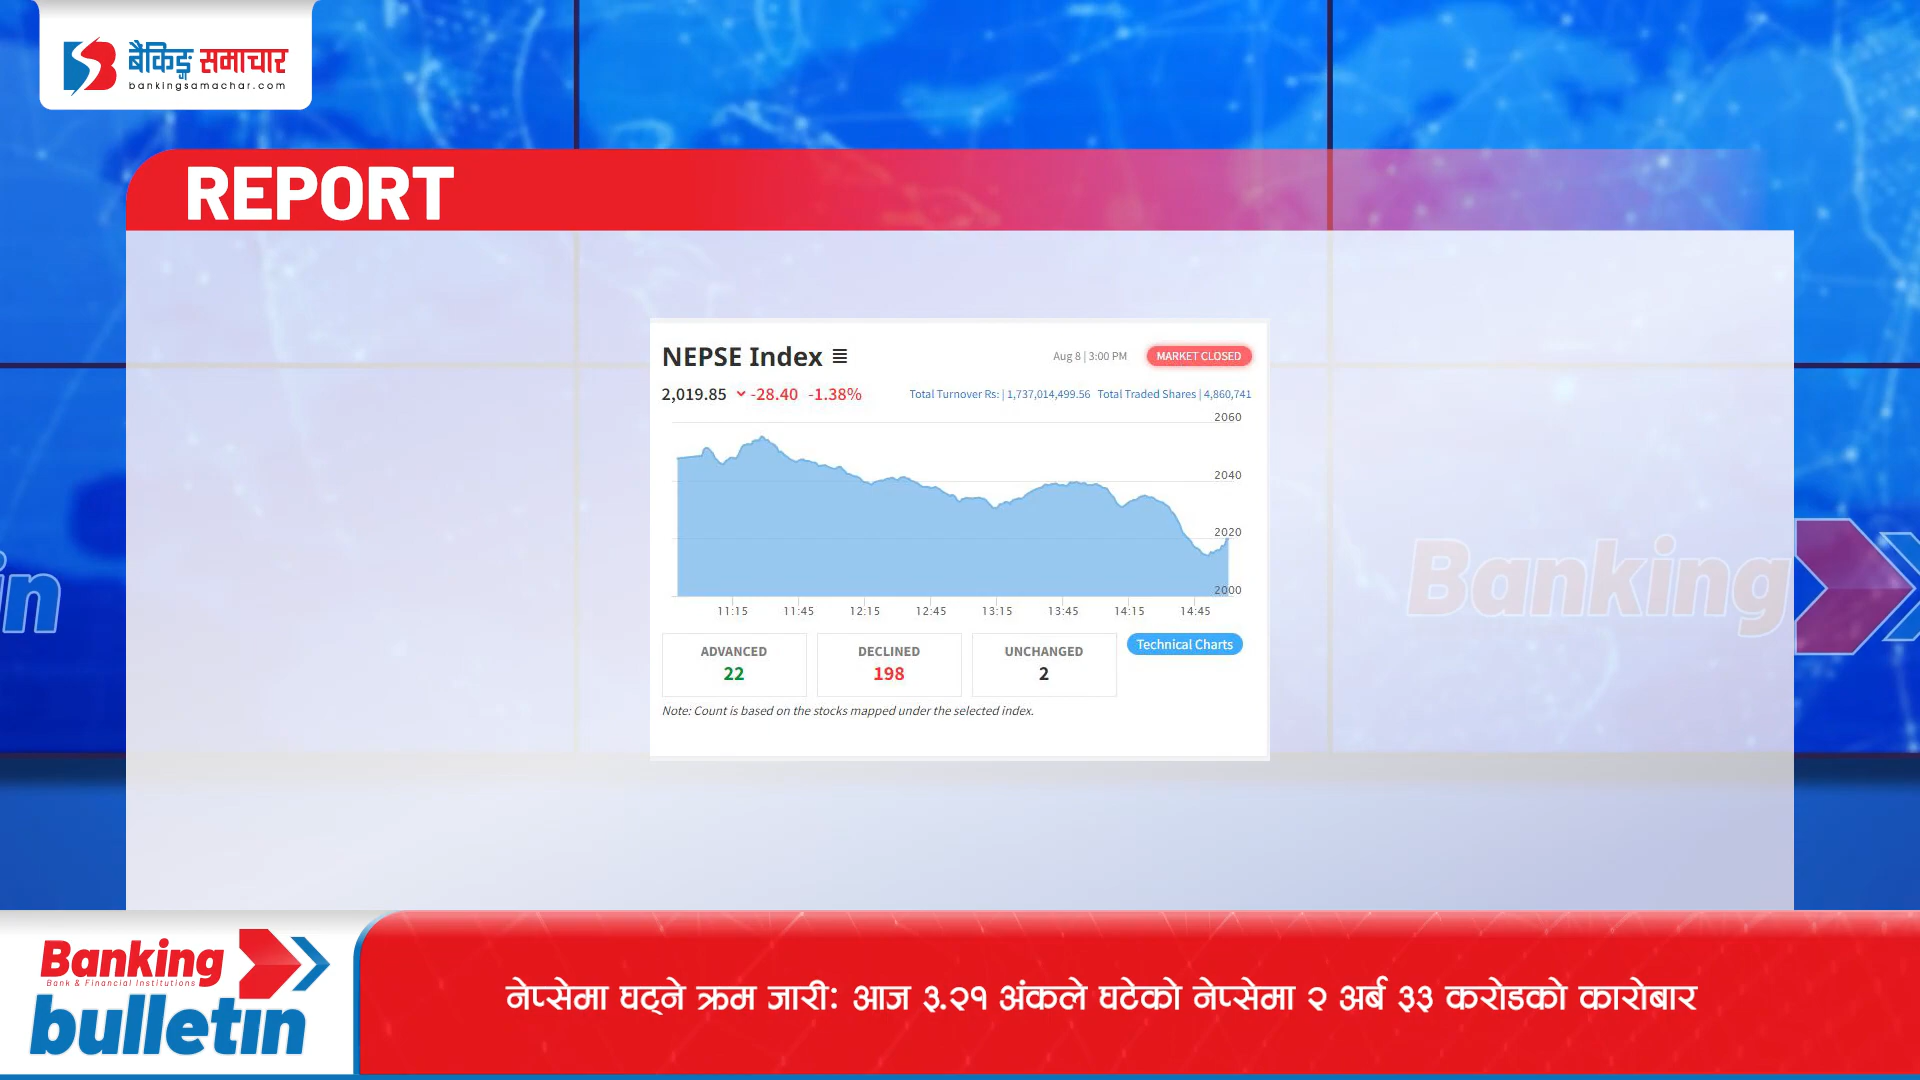 बैकिङ्ग समाचार
bankingsamachar.com
REPORT
NEPSE Index
Aug 8 | 3:00 PM MARKET CLOSED
2,019.85 -28.40 -1.38% Total Turnover Rs: | 1,737,014,499.56 Total Traded Shares | 4,860,741
2060
2040
2020
2000
11:15 11:45 12:15 12:45 13:15 13:45 14:15 14:45
ADVANCED DECLINED UNCHANGED Technical Charts
22 198 2
Note: Count is based on the stocks mapped under the selected index.
in Banking
Banking
Bank & Financial Institutions
bulletin
नेप्सेमा घट्ने क्रम जारीः आज ३.२१ अंकले घटेको नेप्सेमा २ अर्ब ३३ करोडको कारोबार